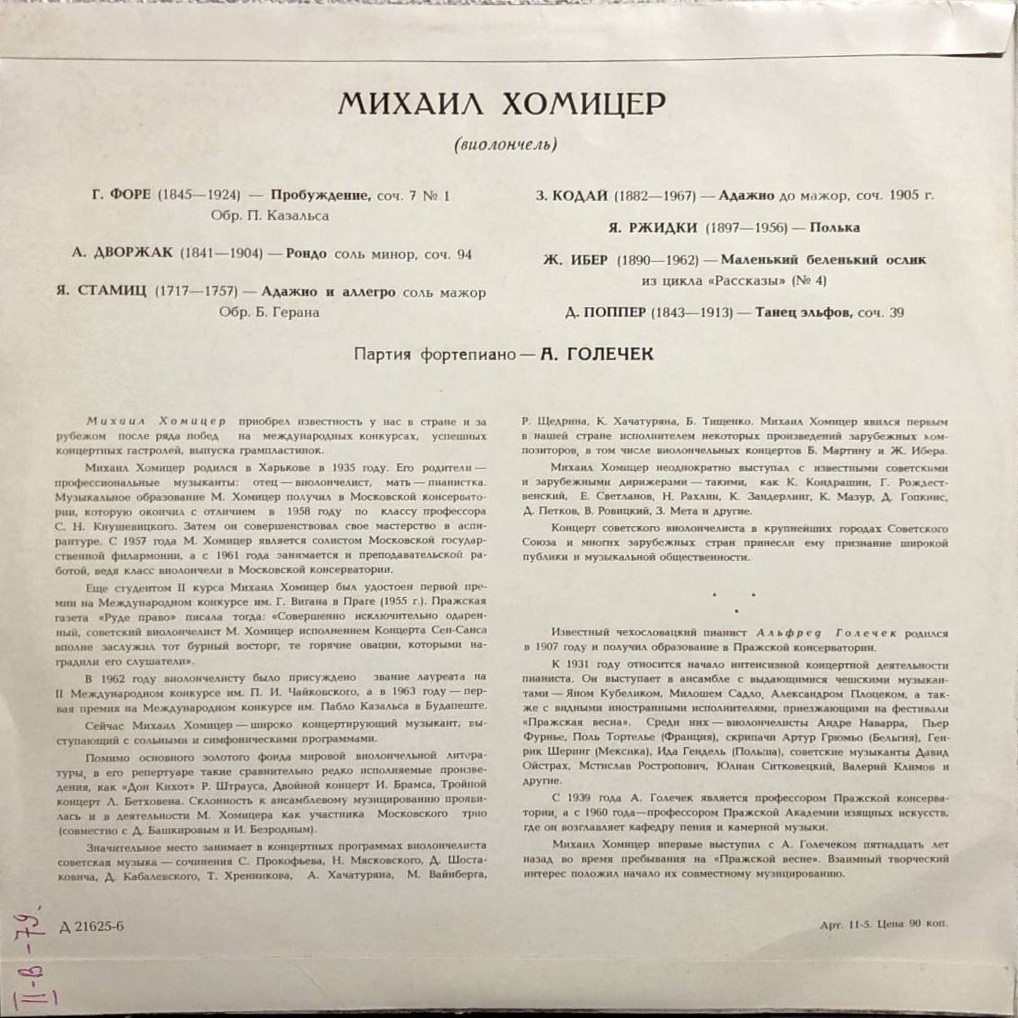 МИХАИЛ ХОМИЦЕР
(виолончель)
Г. ФОРЕ (1845—1924) — Пробуждение, соч. 7 № 1
Обр. П. Казальса
А. ДВОРЖАК (1841—1904) — Рондо соль минор, соч. 94
Я. СТАМИЦ (1717—1757) — Адажио и аллегро соль мажор
Обр. Б. Герана
З. КОДАЙ (1882—1967) — Адажио до мажор, соч. 1905 г.
Я. РЖИДКИ (1897—1956) — Полька
Ж. ИБЕР (1890—1962) — Маленький беленький ослик
из цикла «Рассказы» (№ 4)
Д. ПОППЕР (1843—1913) — Танец эльфов, соч. 39
Партия фортепиано — А. ГОЛЕЧЕК
Михаил Хомицер приобрел известность у нас в стране и за
рубежом после ряда побед на международных конкурсах, успешных
концертных гастролей, выпуска грампластинок.
Михаил Хомицер родился в Харькове в 1935 году. Его родители —
профессиональные музыканты: отец — виолончелист, мать — пианистка.
Музыкальное образование М. Хомицер получил в Московской консервато-
рии, которую окончил с отличием в 1958 году по классу профессора
С. Н. Кнушевицкого. Затем он совершенствовал свое мастерство в аспи-
рантуре. С 1957 года М. Хомицер является солистом Московской государ-
ственной филармонии, а с 1961 года занимается и преподавательской ра-
ботой, ведя класс виолончели в Московской консерватории.
Еще студентом II курса Михаил Хомицер был удостоен первой пре-
мии на Международном конкурсе им. Г. Вигана в Праге (1955 г.). Пражская
газета «Руде право» писала тогда: «Совершенно исключительно одарен-
ный, советский виолончелист М. Хомицер исполнением Концерта Сен-Санса
вполне заслужил тот бурный восторг, те горячие овации, которыми на-
градили его слушатели».
В 1962 году виолончелисту было присуждено звание лауреата на
II Международном конкурсе им. П. И. Чайковского, а в 1963 году — пер-
вая премия на Международном конкурсе им. Пабло Казальса в Будапеште.
Сейчас Михаил Хомицер — широко концертирующий музыкант, вы-
ступающий с сольными и симфоническими программами.
Помимо основного золотого фонда мировой виолончельной литера-
туры, в его репертуаре такие сравнительно редко исполняемые произве-
дения, как «Дон Кихот» Р. Штрауса, Двойной концерт И. Брамса, Тройной
концерт Л. Бетховена. Склонность к ансамблевому музицированию прояви-
лась и в деятельности М. Хомицера как участника Московского трио
(совместно с Д. Башкировым и И. Безродным).
Значительное место занимает в концертных программах виолончелиста
советская музыка — сочинения С. Прокофьева, Н. Мясковского, Д. Шоста-
ковича, Д. Кабалевского, Т. Хренникова, А. Хачатуряна, М. Вайнберга,
Р. Щедрина, К. Хачатуряна, Б. Тищенко. Михаил Хомицер явился первым
в нашей стране исполнителем некоторых произведений зарубежных ком-
позиторов, в том числе виолончельных концертов Б. Мартину и Ж. Ибера.
Михаил Хомицер неоднократно выступал с известными советскими
и зарубежными дирижерами — такими, как К. Кондрашин, Г. Рождест-
венский, Е. Светланов, Н. Рахлин, К. Зандерлинг, К. Мазур, Д. Гопкинс,
Д. Петков, В. Ровицкий, З. Мета и другие.
Концерт советского виолончелиста в крупнейших городах Советского
Союза и многих зарубежных стран принесли ему признание широкой
публики и музыкальной общественности.
Известный чехословацкий пианист Альфред Голечек родился
в 1907 году и получил образование в Пражской консерватории.
К 1931 году относится начало интенсивной концертной деятельности
пианиста. Он выступает в ансамбле с выдающимися чешскими музыкан-
тами — Яном Кубеликом, Милошем Садло, Александром Плоцеком, а так-
же с видными иностранными исполнителями, приезжающими на фестивали
«Пражская весна». Среди них — виолончелисты Андре Наварра, Пьер
Фурнье, Поль Тортелье (Франция), скрипачи Артур Грюмьо (Бельгия), Ген-
рик Шеринг (Мексика), Ида Гендель (Польша), советские музыканты Давид
Ойстрах, Мстислав Ростропович, Юлиан Ситковецкий, Валерий Климов и
другие.
С 1939 года А. Голечек является профессором Пражской консерва-
тории, а с 1960 года—профессором Пражской Академии изящных искусств,
где он возглавляет кафедру пения и камерной музыки.
Михаил Хомицер впервые выступил с А. Голечеком пятнадцать лет
назад во время пребывания на «Пражской весне». Взаимный творческий
интерес положил начало их совместному музицированию.
Д 21625-6
Арт. 11-5. Цена 90 коп.
II-В-79.